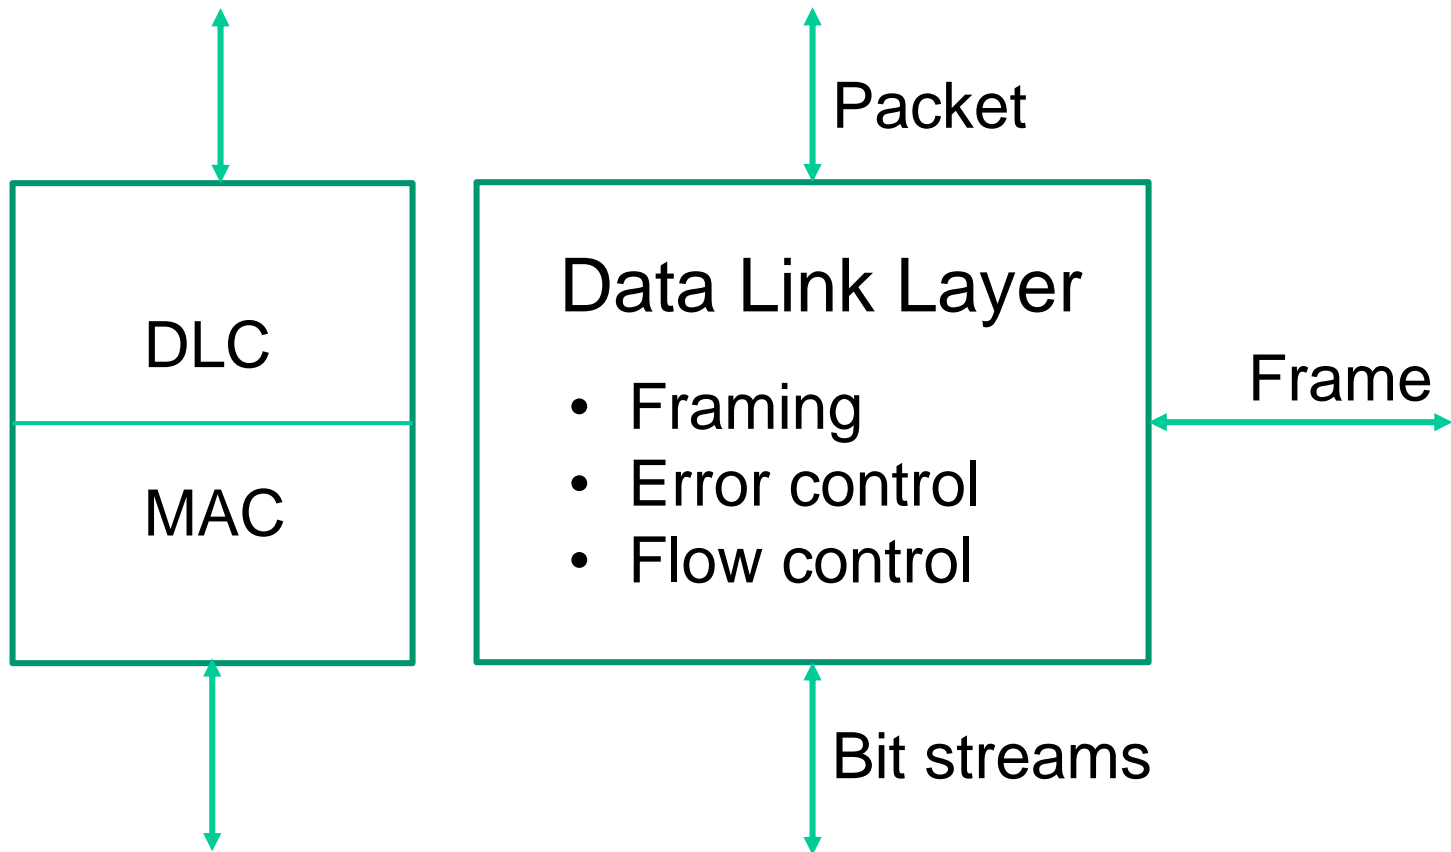 Packet
DLC
MAC
Data Link Layer
• Framing
• Error control
• Flow control
Frame
Bit streams